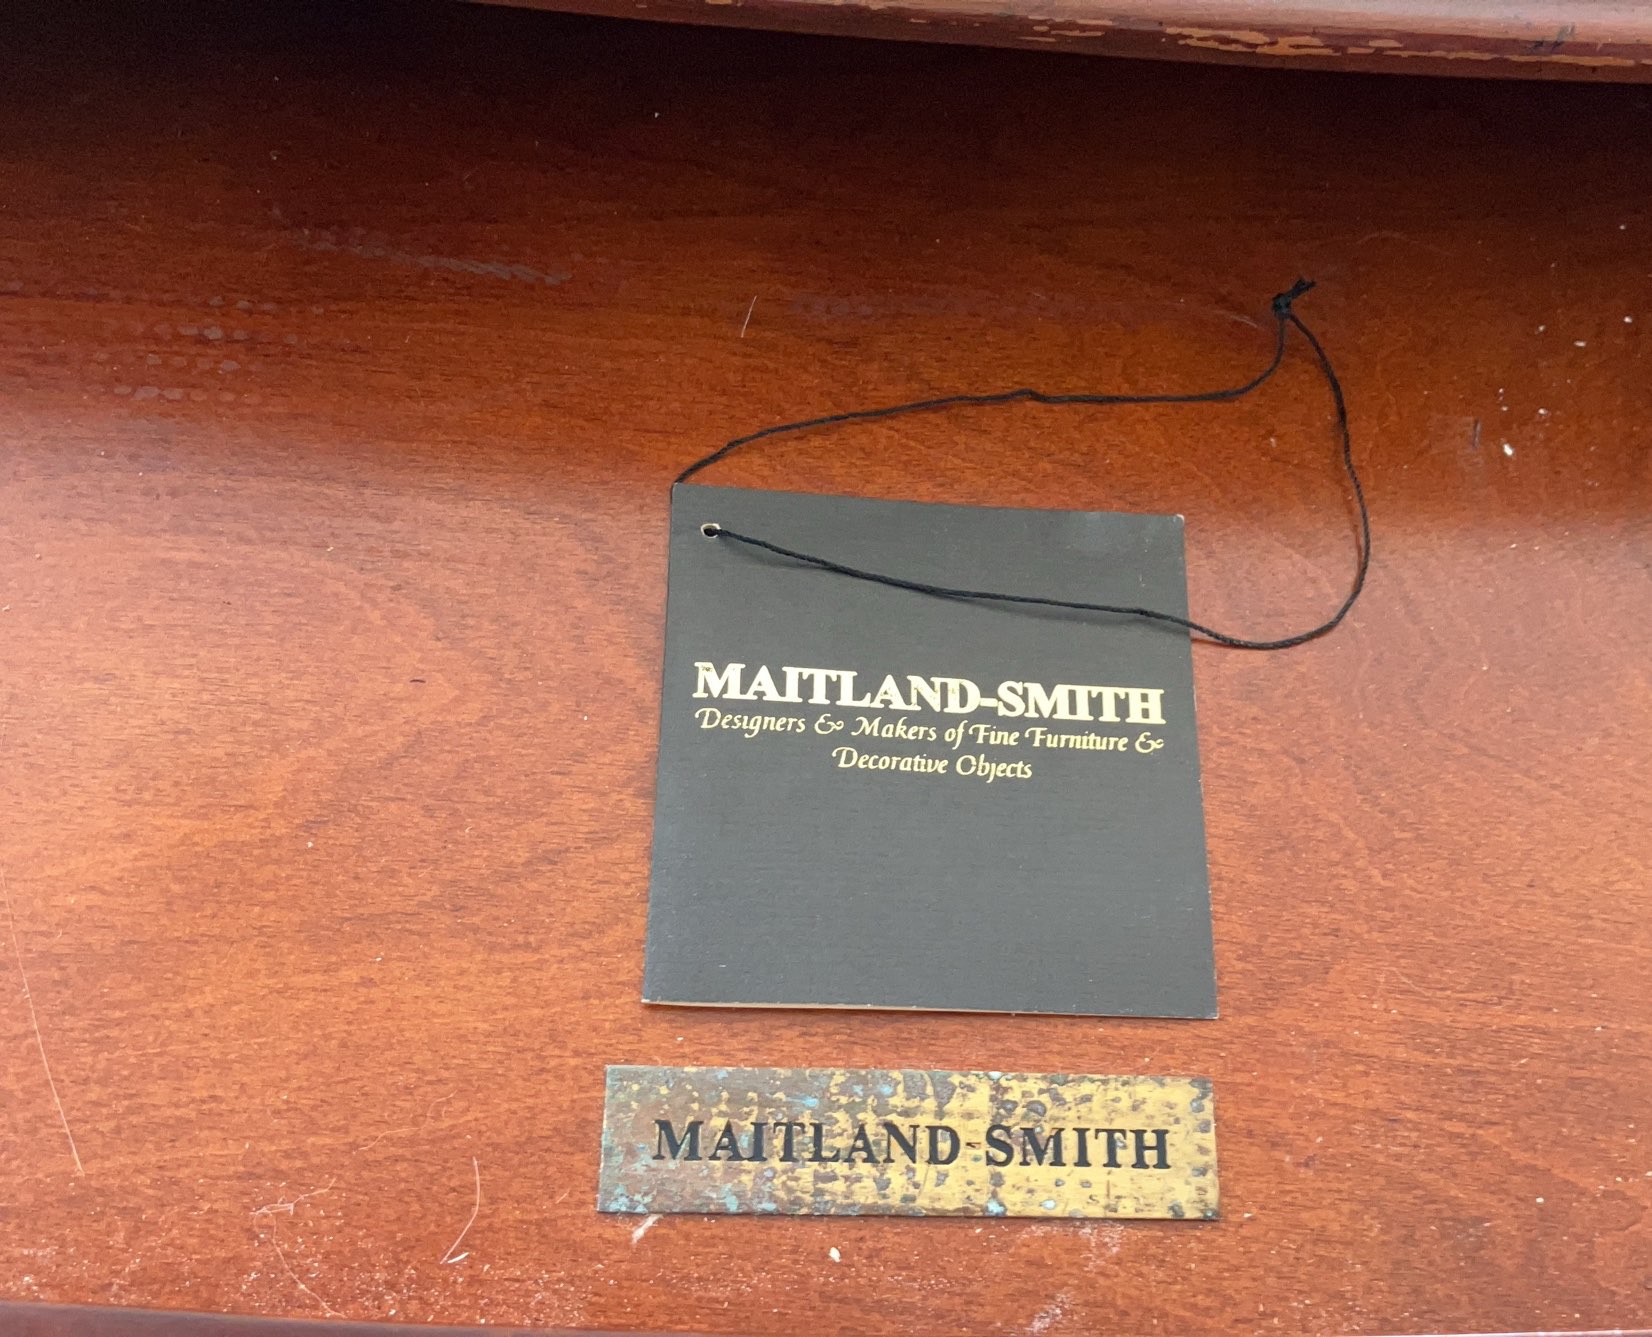 MAITLAND-SMITH
Designers & Makers of Fine Furniture &
Decorative Objects
MAITLAND-SMITH